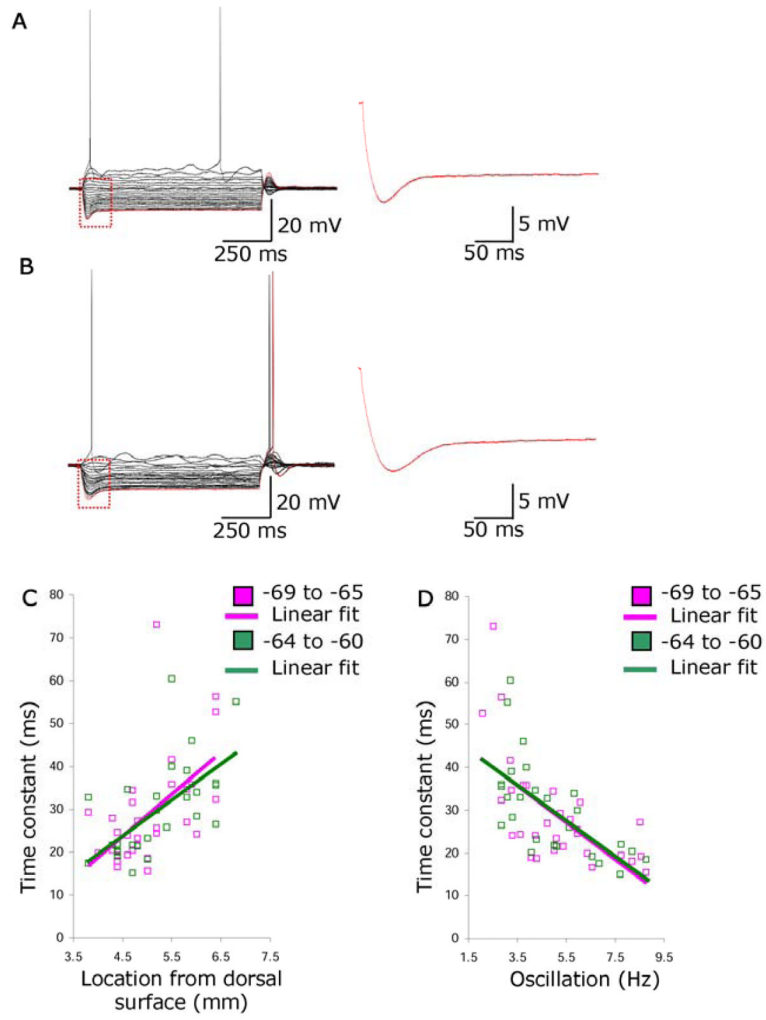 A
20 mV
250 ms
5 mV
50 ms
B
20 mV
250 ms
5 mV
50 ms
C
-69 to -65
Linear fit
-64 to -60
Linear fit
80
70
60
50
40
30
20
10
0
Time constant (ms)
3.5 4.5 5.5 6.5 7.5
Location from dorsal
surface (mm)
D
-69 to -65
Linear fit
-64 to -60
Linear fit
80
70
60
50
40
30
20
10
0
Time constant (ms)
1.5 3.5 5.5 7.5 9.5
Oscillation (Hz)